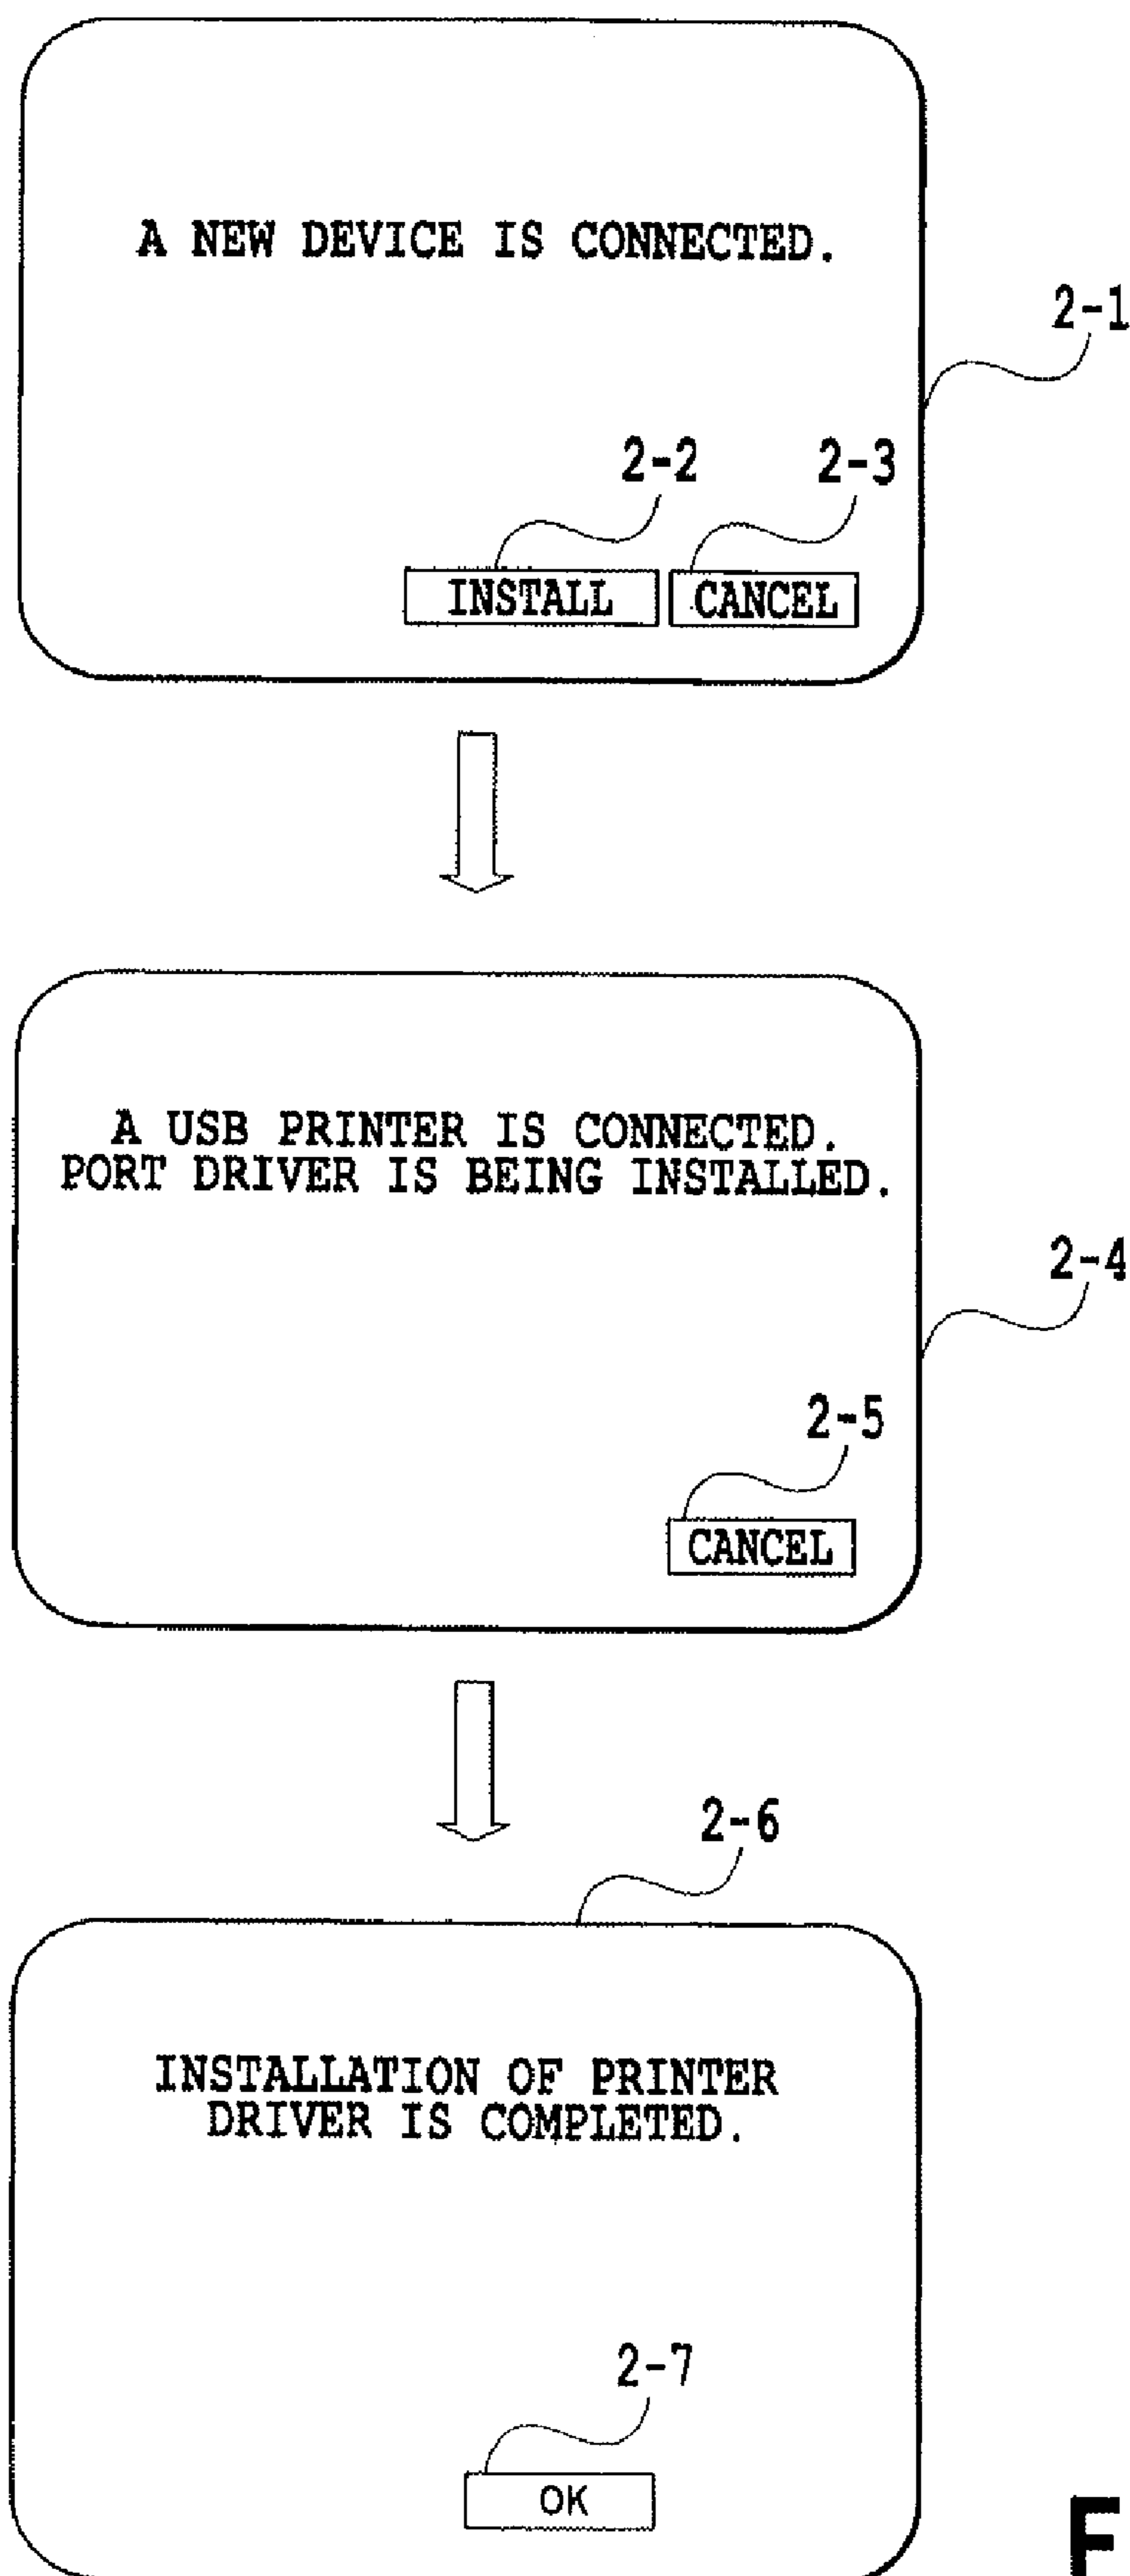 A NEW DEVICE IS CONNECTED.
2-1
2-2
2-3
INSTALL
CANCEL
A USB PRINTER IS CONNECTED.
PORT DRIVER IS BEING INSTALLED.
2-4
2-5
CANCEL
2-6
INSTALLATION OF PRINTER
DRIVER IS COMPLETED.
2-7
OK
F